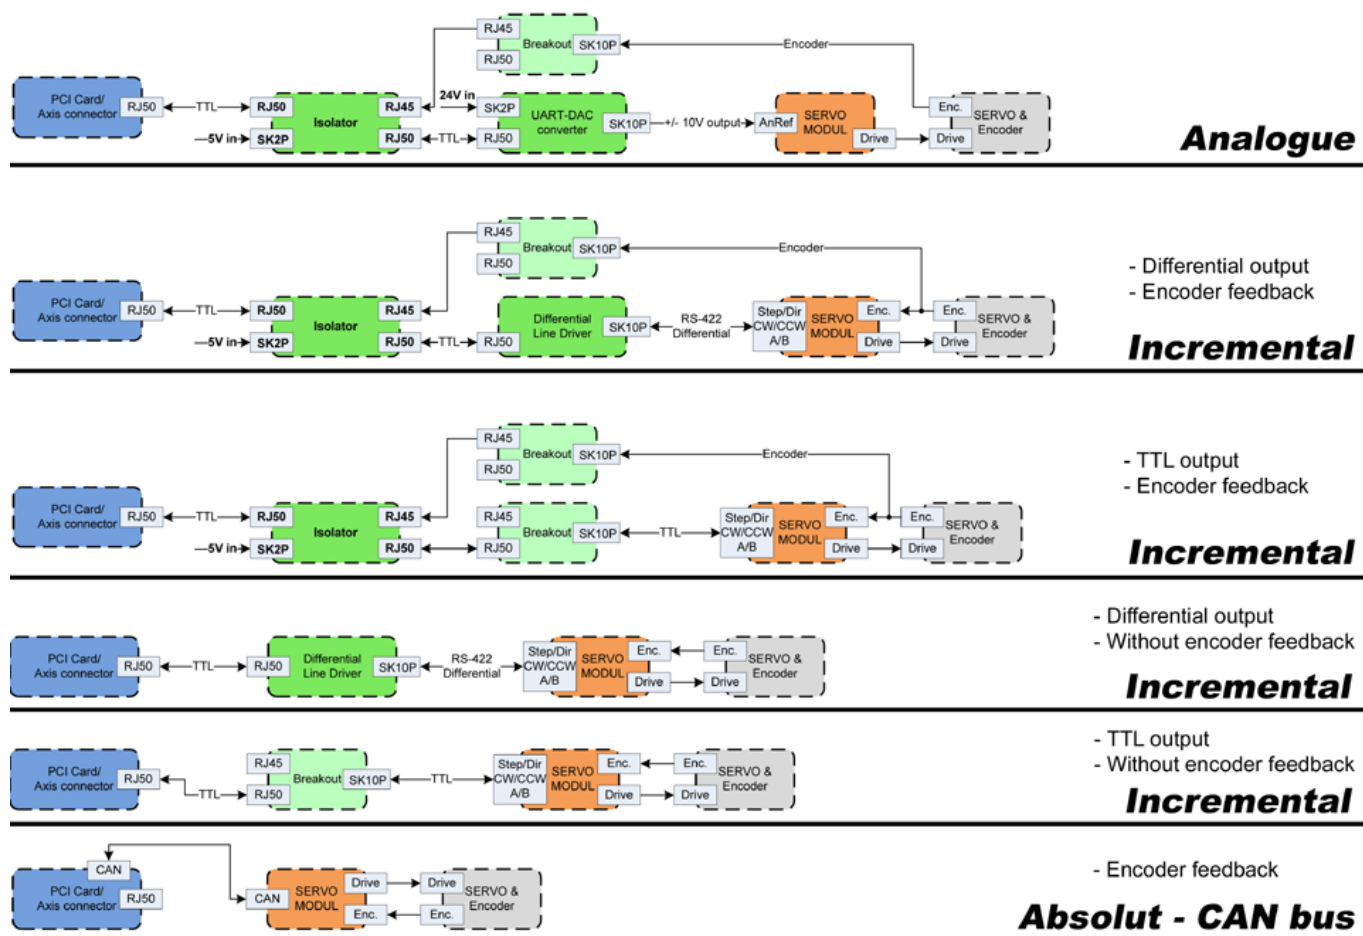 RJ45
Breakout
SK10P
RJ50
Encoder
PCI Card/
Axis connector
RJ50
TTL
RJ50
Isolator
RJ45
5V in
SK2P
RJ50
24V in
TTL
SK2P
UART-DAC
converter
RJ50
SK10P
+/- 10V output
AnRef
SERVO
MODUL
Drive
Enc.
SERVO &
Encoder
Drive
Analogue
RJ45
Breakout
SK10P
RJ50
Encoder
PCI Card/
Axis connector
RJ50
TTL
RJ50
Isolator
RJ45
5V in
SK2P
RJ50
TTL
Differential
Line Driver
RJ50
SK10P
RS-422
Differential
Step/Dir
CW/CCW
A/B
SERVO
MODUL
Enc.
Drive
Enc.
SERVO &
Encoder
Drive
- Differential output
- Encoder feedback
Incremental
RJ45
Breakout
SK10P
RJ50
Encoder
PCI Card/
Axis connector
RJ50
TTL
RJ50
Isolator
RJ45
5V in
SK2P
RJ50
RJ45
Breakout
RJ50
SK10P
TTL
Step/Dir
CW/CCW
A/B
SERVO
MODUL
Enc.
Drive
Enc.
SERVO &
Encoder
Drive
- TTL output
- Encoder feedback
Incremental
PCI Card/
Axis connector
RJ50
TTL
RJ50
Differential
Line Driver
SK10P
RS-422
Differential
Step/Dir
CW/CCW
A/B
SERVO
MODUL
Enc.
Drive
Enc.
SERVO &
Encoder
Drive
- Differential output
- Without encoder feedback
Incremental
PCI Card/
Axis connector
RJ50
TTL
RJ45
Breakout
RJ50
SK10P
TTL
Step/Dir
CW/CCW
A/B
SERVO
MODUL
Enc.
Drive
Enc.
SERVO &
Encoder
Drive
- TTL output
- Without encoder feedback
Incremental
CAN
PCI Card/
Axis connector
RJ50
CAN
SERVO
MODUL
Drive
Enc.
Drive
SERVO &
Encoder
Enc.
- Encoder feedback
Absolut - CAN bus